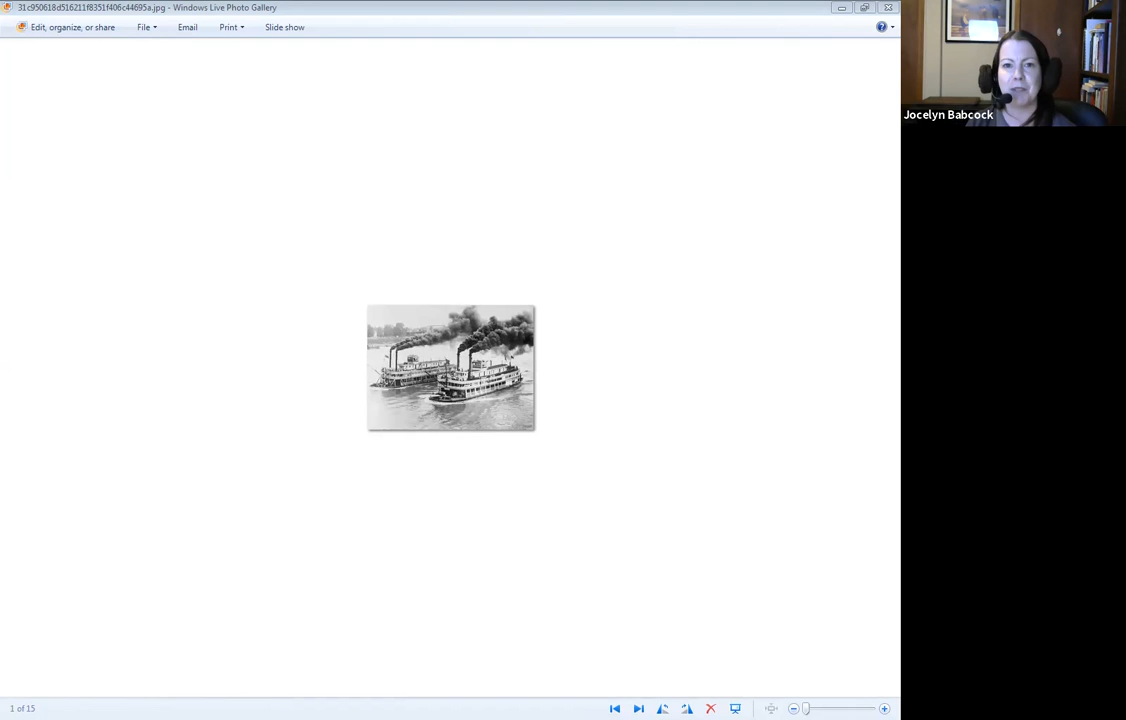 31c950618d516211f8351f406c44695a.jpg - Windows Live Photo Gallery
Edit, organize, or share File Email Print Slide show
Jocelyn Babcock
1 of 15